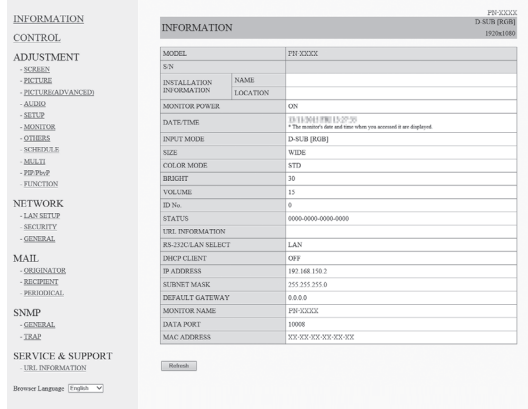 INFORMATION
CONTROL
ADJUSTMENT
- SCREEN
- PICTURE
- PICTURE(ADVANCED)
- AUDIO
- SETUP
- MONITOR
- OTHERS
- SCHEDULE
- MULTI
- PIP/PbyP
- FUNCTION
NETWORK
- LAN SETUP
- SECURITY
- GENERAL
MAIL
- ORIGINATOR
- RECIPIENT
- PERIODICAL
SNMP
- GENERAL
- TRAP
SERVICE & SUPPORT
- URL INFORMATION
Browser Language English
PN-XXXX
INFORMATION D-SUB [RGB]
1920x1080
MODEL PN-XXXX
S/N
INSTALLATION INFORMATION NAME
LOCATION
MONITOR POWER ON
DATE/TIME
* The monitor's date and time when you accessed it are displayed.
INPUT MODE D-SUB [RGB]
SIZE WIDE
COLOR MODE STD
BRIGHT 30
VOLUME 15
ID No. 0
STATUS 0000-0000-0000-0000
URL INFORMATION
RS-232C/LAN SELECT LAN
DHCP CLIENT OFF
IP ADDRESS 192.168.150.2
SUBNET MASK 255.255.255.0
DEFAULT GATEWAY 0.0.0.0
MONITOR NAME PN-XXXX
DATA PORT 10008
MAC ADDRESS XX-XX-XX-XX-XX-XX
Refresh